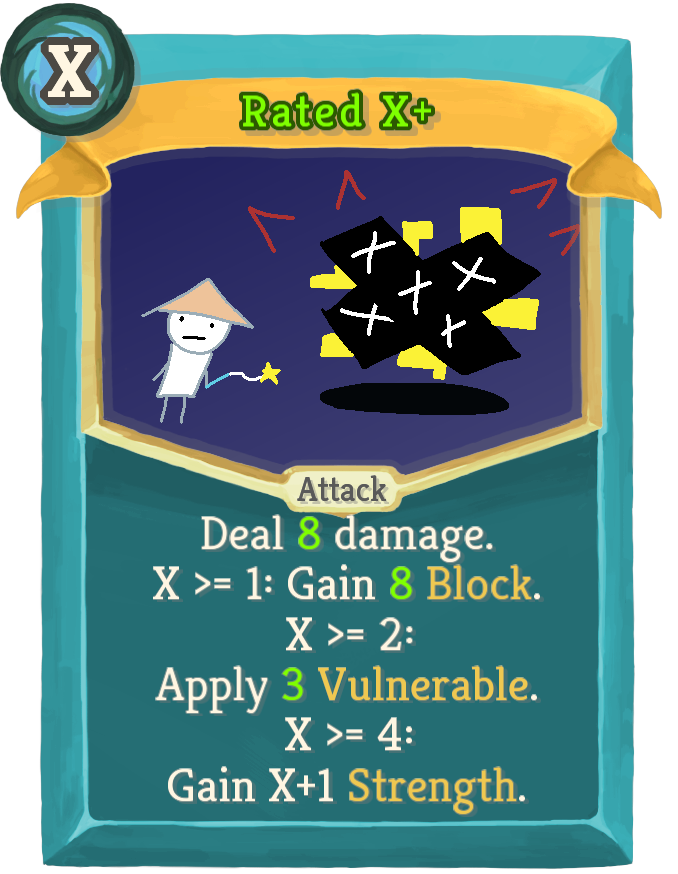 X
Rated X+
Attack
Deal 8 damage.
X >= 1: Gain 8 Block.
X >= 2:
Apply 3 Vulnerable.
X >= 4:
Gain X+1 Strength.